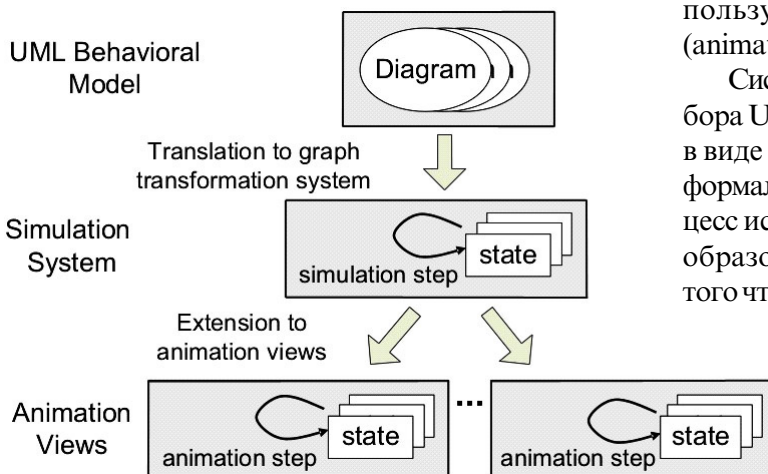 UML Behavioral
Model
Diagram
Translation to graph
transformation system
Simulation
System
state
simulation step
Extension to
animation views
Animation
Views
state
animation step
...
state
animation step
пользу
(anima
Сис
бора U
в виде
формал
цесс ис
образо
того чт